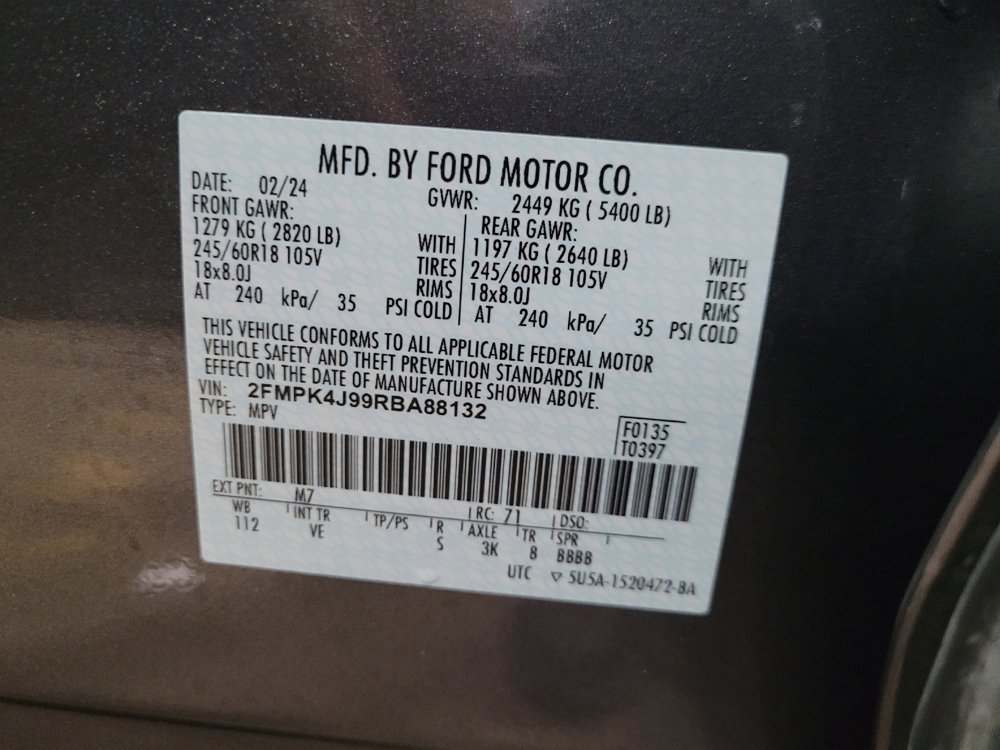 MFD. BY FORD MOTOR CO.
DATE: 02/24 GVWR: 2449 KG ( 5400 LB)
FRONT GAWR: REAR GAWR:
1279 KG ( 2820 LB) WITH 1197 KG ( 2640 LB) WITH
245/60R18 105V TIRES 245/60R18 105V TIRES
18x8.0J RIMS 18x8.0J RIMS
AT 240 kPa/ 35 PSI COLD AT 240 kPa/ 35 PSI COLD
THIS VEHICLE CONFORMS TO ALL APPLICABLE FEDERAL MOTOR
VEHICLE SAFETY AND THEFT PREVENTION STANDARDS IN
EFFECT ON THE DATE OF MANUFACTURE SHOWN ABOVE.
VIN: 2FMPK4J99RBA88132
TYPE: MPV
F0135
T0397
EXT PNT: M7 RC: 71 DSO:
WB INT TR TP/PS R AXLE TR SPR
112 VE S 3K 8 BBBB
UTC ▽ 5U5A-1520472-BA